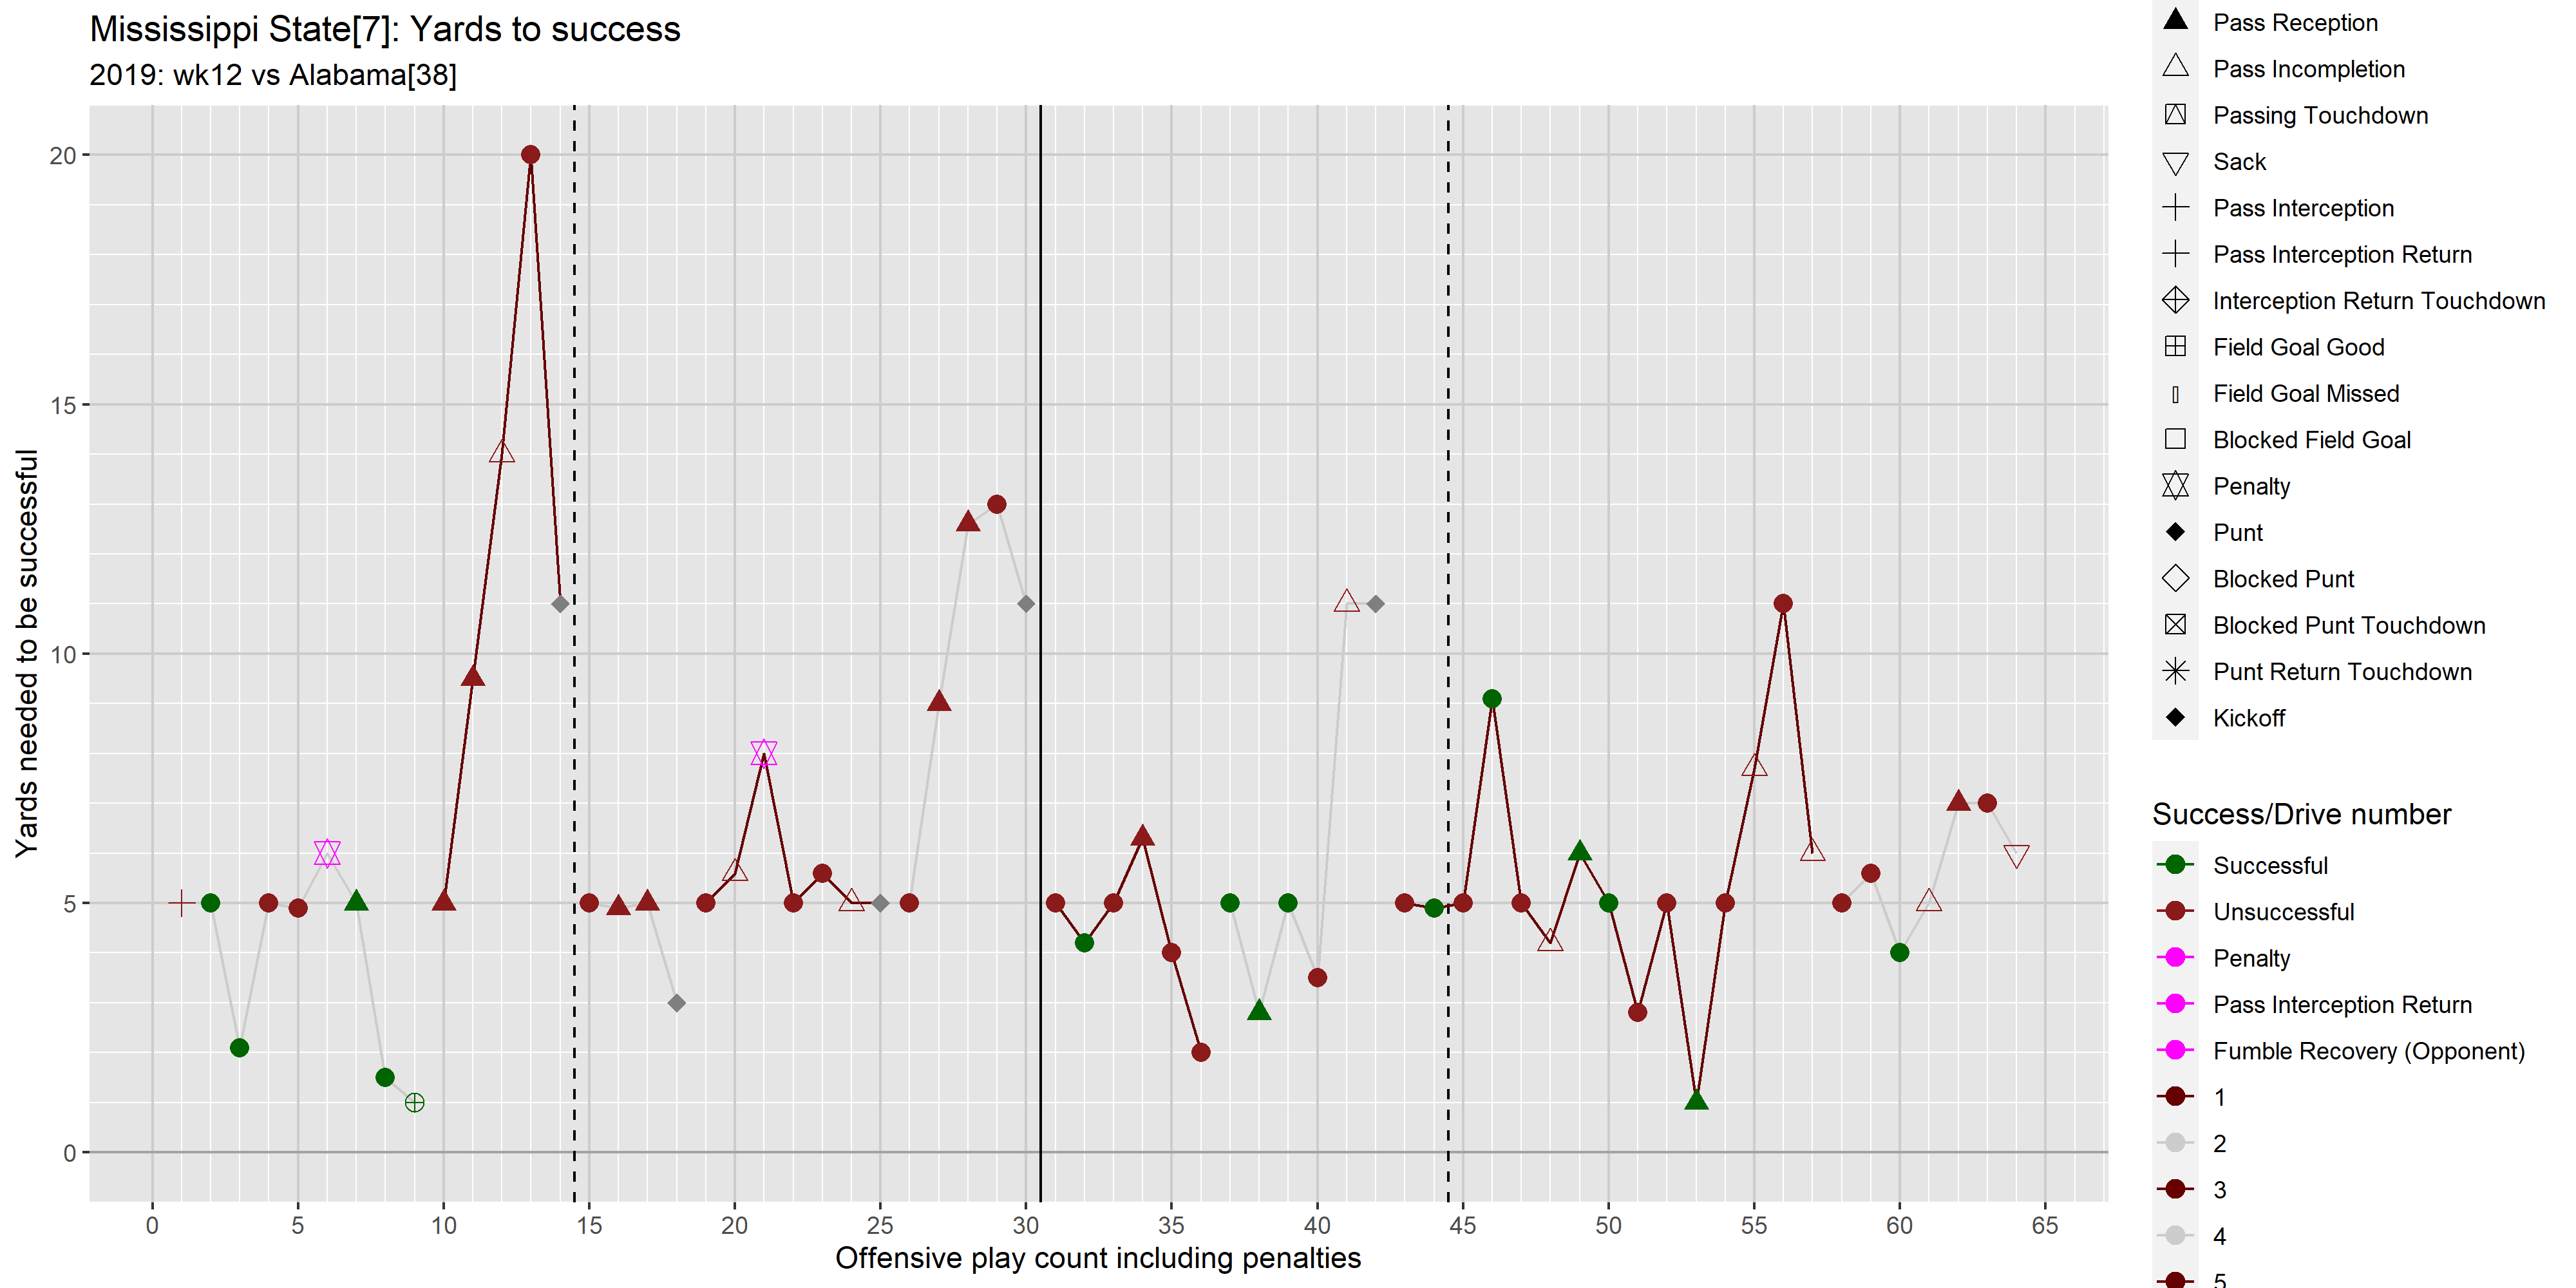 Mississippi State[7]: Yards to success
2019: wk12 vs Alabama[38]
Yards needed to be successful
20
15
10
5
0
0 5 10 15 20 25 30 35 40 45 50 55 60 65
Offensive play count including penalties
Pass Reception
Pass Incompletion
Passing Touchdown
Sack
Pass Interception
Pass Interception Return
Interception Return Touchdown
Field Goal Good
Field Goal Missed
Blocked Field Goal
Penalty
Punt
Blocked Punt
Blocked Punt Touchdown
Punt Return Touchdown
Kickoff
Success/Drive number
Successful
Unsuccessful
Penalty
Pass Interception Return
Fumble Recovery (Opponent)
1
2
3
4
5